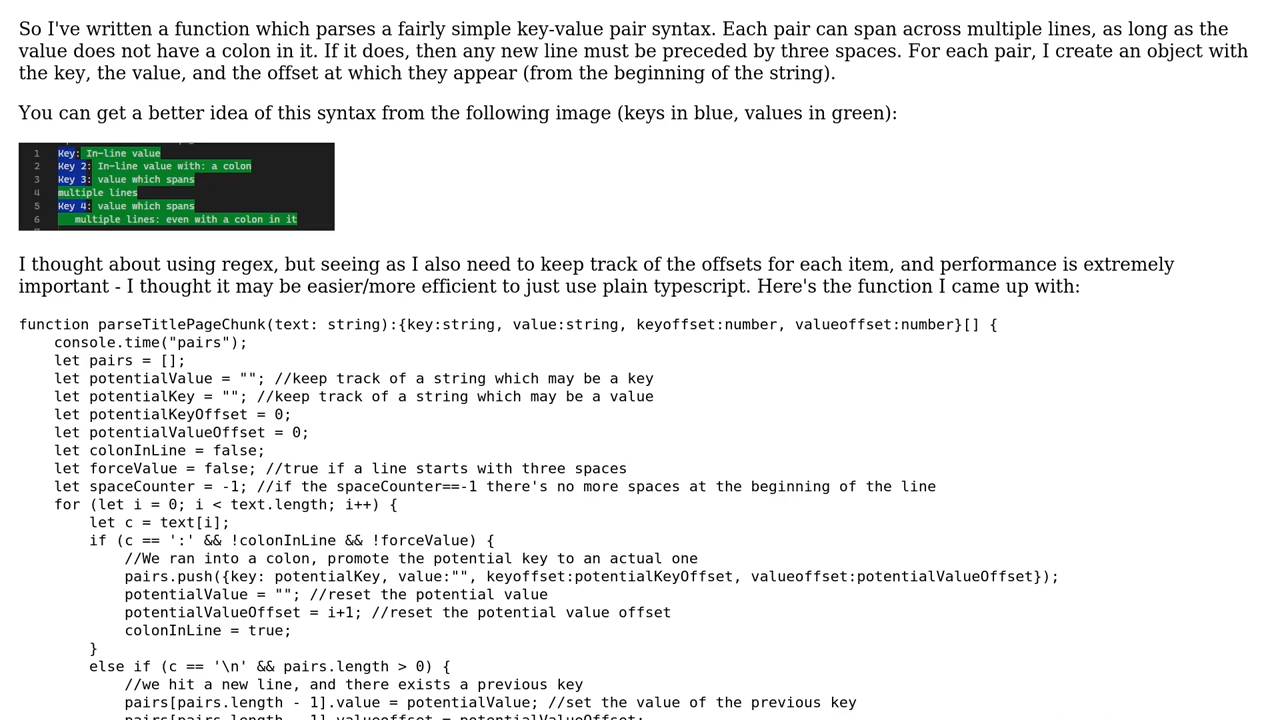 So I've written a function which parses a fairly simple key-value pair syntax. Each pair can span across multiple lines, as long as the
value does not have a colon in it. If it does, then any new line must be preceded by three spaces. For each pair, I create an object with
the key, the value, and the offset at which they appear (from the beginning of the string).
You can get a better idea of this syntax from the following image (keys in blue, values in green):
1 Key: In-line value
2 Key 2: In-line value with: a colon
3 Key 3: value which spans
4 multiple lines
5 Key 4: value which spans
6    multiple lines: even with a colon in it
I thought about using regex, but seeing as I also need to keep track of the offsets for each item, and performance is extremely
important - I thought it may be easier/more efficient to just use plain typescript. Here's the function I came up with:
function parseTitlePageChunk(text: string):{key:string, value:string, keyoffset:number, valueoffset:number}[] {
    console.time("pairs");
    let pairs = [];
    let potentialValue = ""; //keep track of a string which may be a key
    let potentialKey = ""; //keep track of a string which may be a value
    let potentialKeyOffset = 0;
    let potentialValueOffset = 0;
    let colonInLine = false;
    let forceValue = false; //true if a line starts with three spaces
    let spaceCounter = -1; //if the spaceCounter==-1 there's no more spaces at the beginning of the line
    for (let i = 0; i < text.length; i++) {
        let c = text[i];
        if (c == ':' && !colonInLine && !forceValue) {
            //We ran into a colon, promote the potential key to an actual one
            pairs.push({key: potentialKey, value:"", keyoffset:potentialKeyOffset, valueoffset:potentialValueOffset});
            potentialValue = ""; //reset the potential value
            potentialValueOffset = i+1; //reset the potential value offset
            colonInLine = true;
        }
        else if (c == '\n' && pairs.length > 0) {
            //we hit a new line, and there exists a previous key
            pairs[pairs.length - 1].value = potentialValue; //set the value of the previous key
            pairs[pairs.length - 1].valueoffset = potentialValueOffset;